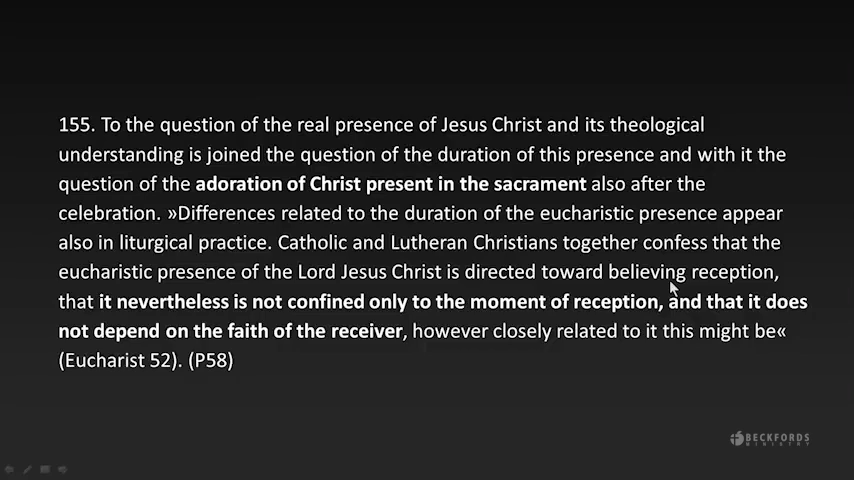 155. To the question of the real presence of Jesus Christ and its theological
understanding is joined the question of the duration of this presence and with it the
question of the adoration of Christ present in the sacrament also after the
celebration. »Differences related to the duration of the eucharistic presence appear
also in liturgical practice. Catholic and Lutheran Christians together confess that the
eucharistic presence of the Lord Jesus Christ is directed toward believing reception,
that it nevertheless is not confined only to the moment of reception, and that it does
not depend on the faith of the receiver, however closely related to it this might be«
(Eucharist 52). (P58)
BECKFORDS
MINISTRY